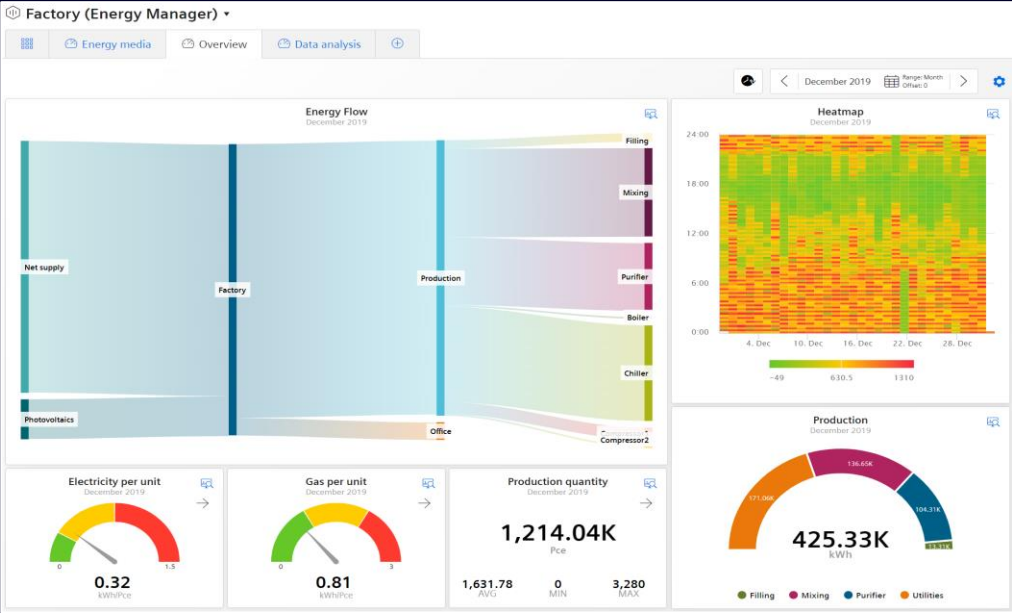 Factory (Energy Manager)
Energy media
Overview
Data analysis
December 2019
Range: Month
Offset: 0
Energy Flow
December 2019
Net supply
Photovoltaics
Factory
Production
Office
Filling
Mixing
Purifier
Boiler
Chiller
Compressor2
Heatmap
December 2019
24:00
18:00
12:00
6:00
0:00
4. Dec 10. Dec 16. Dec 22. Dec 28. Dec
-49 630.5 1310
Electricity per unit
December 2019
0 1.5
0.32
kWh/Pce
Gas per unit
December 2019
0 3
0.81
kWh/Pce
Production quantity
December 2019
1,214.04K
Pce
1,631.78 0 3,280
AVG MIN MAX
Production
December 2019
171.06K
136.65K
104.31K
13.31K
425.33K
kWh
Filling Mixing Purifier Utilities